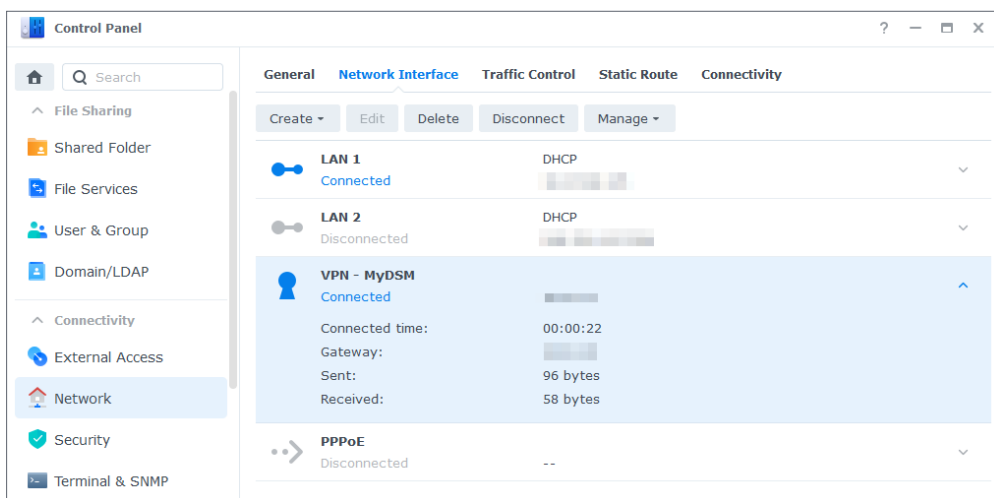 Control Panel
?
Search
General Network Interface Traffic Control Static Route Connectivity
File Sharing
Shared Folder
File Services
User & Group
Domain/LDAP
Connectivity
External Access
Network
Security
Terminal & SNMP
Create Edit Delete Disconnect Manage
LAN 1 DHCP
Connected
LAN 2 DHCP
Disconnected
VPN - MyDSM
Connected
Connected time: 00:00:22
Gateway:
Sent: 96 bytes
Received: 58 bytes
PPPoE
Disconnected --